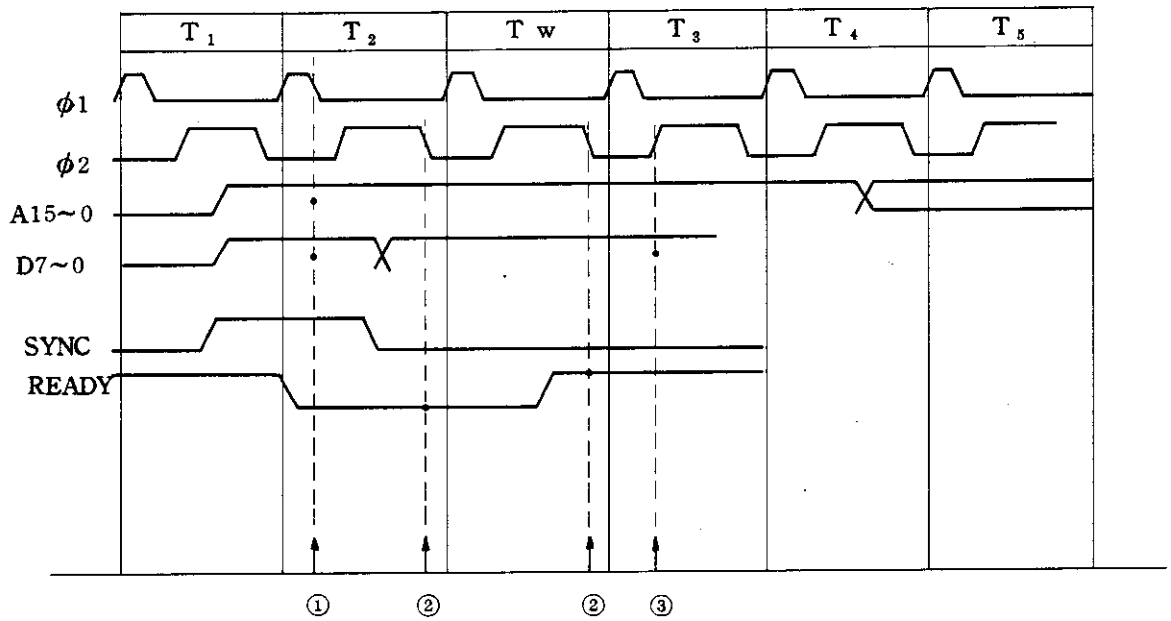 T₁ T₂ T w T₃ T₄ T₅
ϕ1
ϕ2
A15~0
D7~0
SYNC
READY
① ② ② ③